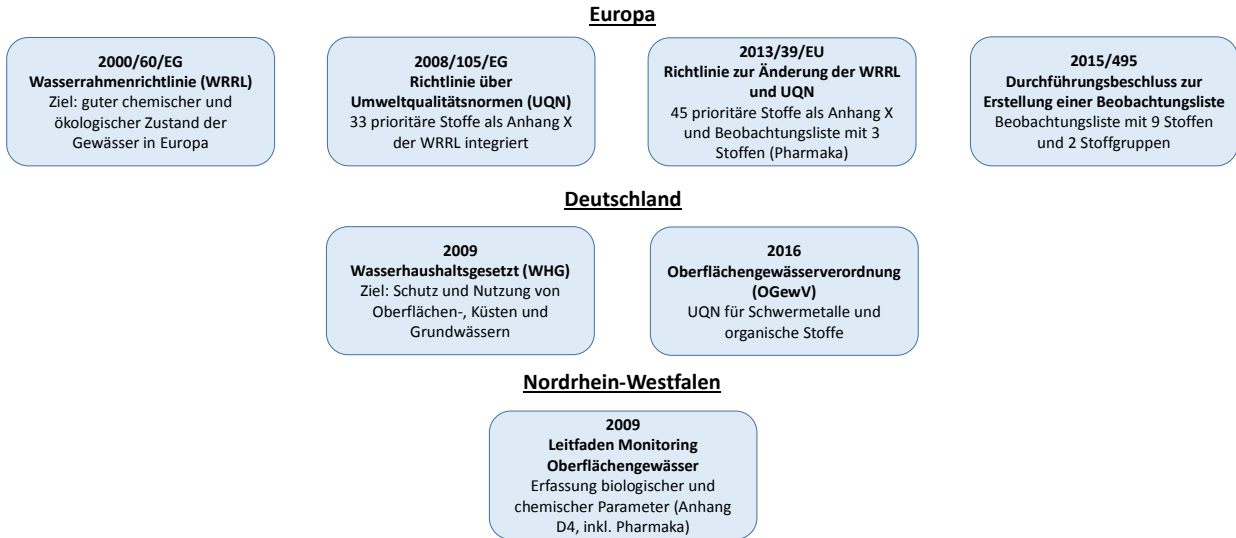 Europa
2000/60/EG
Wasserrahmenrichtlinie (WRRL)
Ziel: guter chemischer und
ökologischer Zustand der
Gewässer in Europa
2008/105/EG
Richtlinie über
Umweltqualitätsnormen (UQN)
33 prioritäre Stoffe als Anhang X
der WRRL integriert
2013/39/EU
Richtlinie zur Änderung der WRRL
und UQN
45 prioritäre Stoffe als Anhang X
und Beobachtungsliste mit 3
Stoffen (Pharmaka)
2015/495
Durchführungsbeschluss zur
Erstellung einer Beobachtungsliste
Beobachtungsliste mit 9 Stoffen
und 2 Stoffgruppen
Deutschland
2009
Wasserhaushaltsgesetzt (WHG)
Ziel: Schutz und Nutzung von
Oberflächen-, Küsten und
Grundwässern
2016
Oberflächengewässerverordnung
(OGewV)
UQN für Schwermetalle und
organische Stoffe
Nordrhein-Westfalen
2009
Leitfaden Monitoring
Oberflächengewässer
Erfassung biologischer und
chemischer Parameter (Anhang
D4, inkl. Pharmaka)